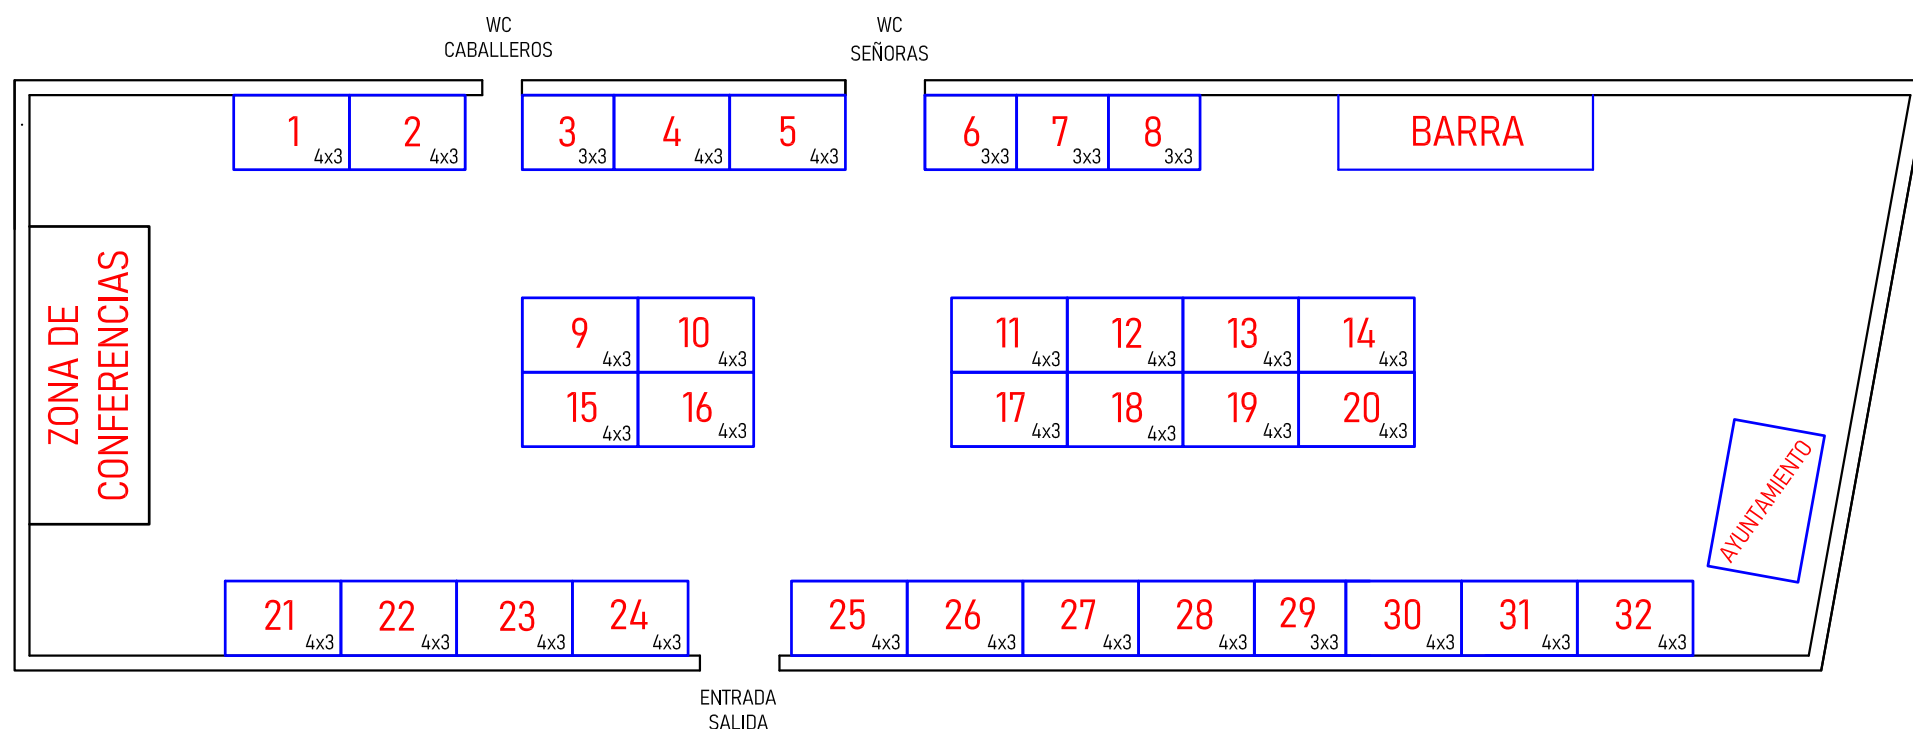 WC
CABALLEROS
WC
SEÑORAS
1 4x3
2 4x3
3 3x3
4 4x3
5 4x3
6 3x3
7 3x3
8 3x3
BARRA
ZONA DE
CONFERENCIAS
9 4x3
10 4x3
11 4x3
12 4x3
13 4x3
14 4x3
15 4x3
16 4x3
17 4x3
18 4x3
19 4x3
20 4x3
AYUNTAMIENTO
21 4x3
22 4x3
23 4x3
24 4x3
25 4x3
26 4x3
27 4x3
28 4x3
29 3x3
30 4x3
31 4x3
32 4x3
ENTRADA
SALIDA